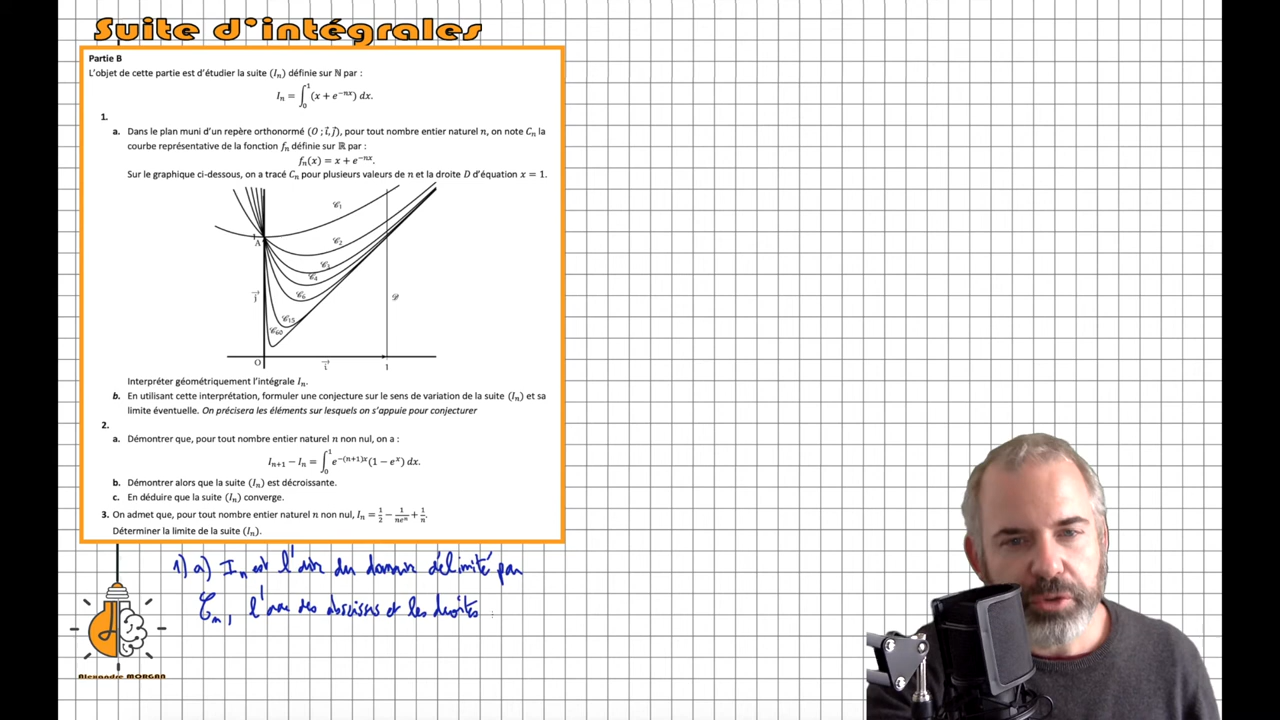 Suite d'intégrales
Partie B
L'objet de cette partie est d'étudier la suite (Iₙ) définie sur ℕ par :
Iₙ = ∫₀¹ (x + e⁻ⁿˣ) dx.
1.
a. Dans le plan muni d'un repère orthonormé (O ; i⃗, j⃗), pour tout nombre entier naturel n, on note Cₙ la
courbe représentative de la fonction fₙ définie sur ℝ par :
fₙ(x) = x + e⁻ⁿˣ.
Sur le graphique ci-dessous, on a tracé Cₙ pour plusieurs valeurs de n et la droite D d'équation x = 1.
𝒞₁
A
𝒞₂
𝒞₃
𝒞₄
j⃗
𝒞₆
𝒟
𝒞₁₅
𝒞₆₀
O
i⃗
1
Interpréter géométriquement l'intégrale Iₙ.
b. En utilisant cette interprétation, formuler une conjecture sur le sens de variation de la suite (Iₙ) et sa
limite éventuelle. On précisera les éléments sur lesquels on s'appuie pour conjecturer
2.
a. Démontrer que, pour tout nombre entier naturel n non nul, on a :
Iₙ₊₁ − Iₙ = ∫₀¹ e⁻⁽ⁿ⁺¹⁾ˣ(1 − eˣ) dx.
b. Démontrer alors que la suite (Iₙ) est décroissante.
c. En déduire que la suite (Iₙ) converge.
3. On admet que, pour tout nombre entier naturel n non nul, Iₙ = 1/2 − 1/(neⁿ) + 1/n.
Déterminer la limite de la suite (Iₙ).
1) a) Iₙ est l'aire du domaine délimité par
𝒞ₙ, l'axe des abscisses et les droites
Alexandre MORGAN